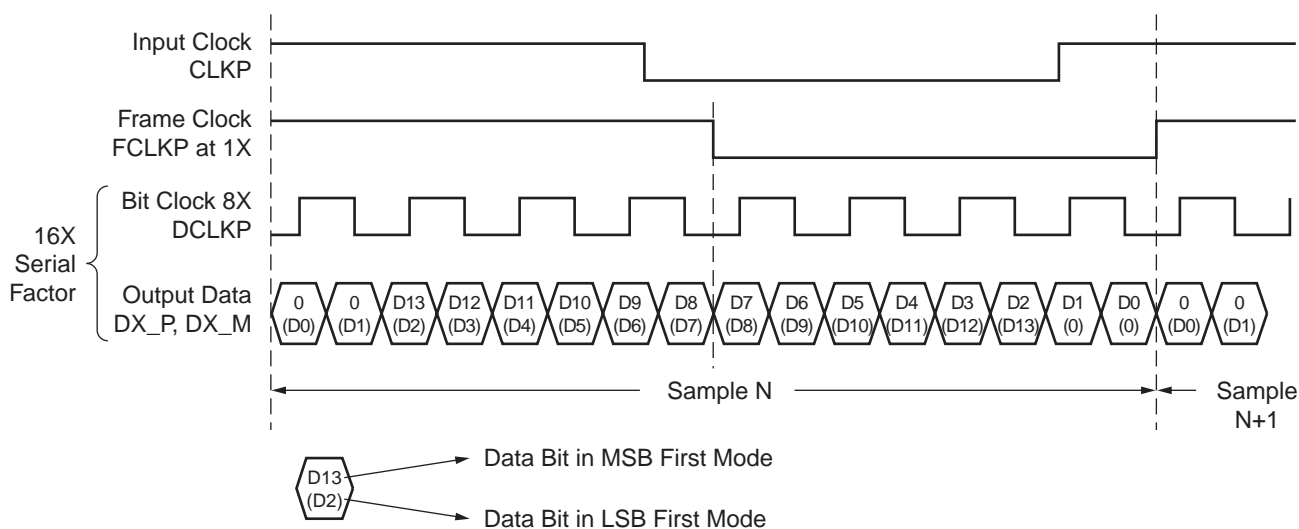 Input Clock
CLKP
Frame Clock
FCLKP at 1X
16X
Serial
Factor
Bit Clock 8X
DCLKP
Output Data
DX_P, DX_M
0 0 D13 D12 D11 D10 D9 D8 D7 D6 D5 D4 D3 D2 D1 D0 0 0
(D0) (D1) (D2) (D3) (D4) (D5) (D6) (D7) (D8) (D9) (D10) (D11) (D12) (D13) (0) (0) (D0) (D1)
Sample N
Sample
N+1
D13
(D2)
Data Bit in MSB First Mode
Data Bit in LSB First Mode